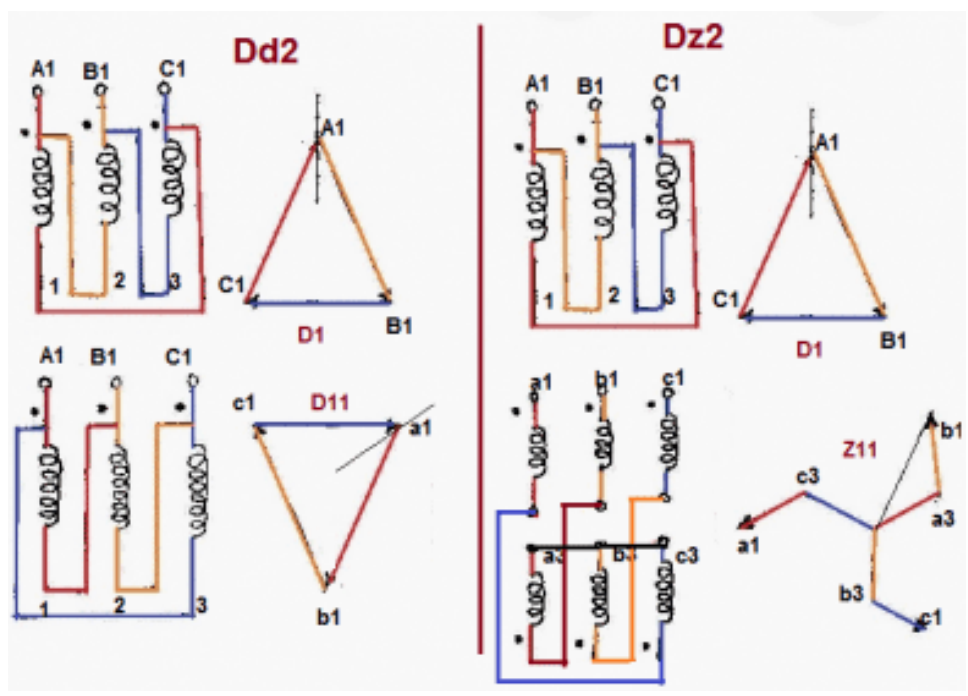 Dd2
A1 B1 C1
A1
1 2 3
C1
B1
D1
A1 B1 C1
c1 D11 a1
1 2 3
b1
Dz2
A1 B1 C1
A1
1 2 3
C1
B1
D1
a1 b1 c1
a3 b3 c3
Z11
b1
c3
a3
a1
b3
c1